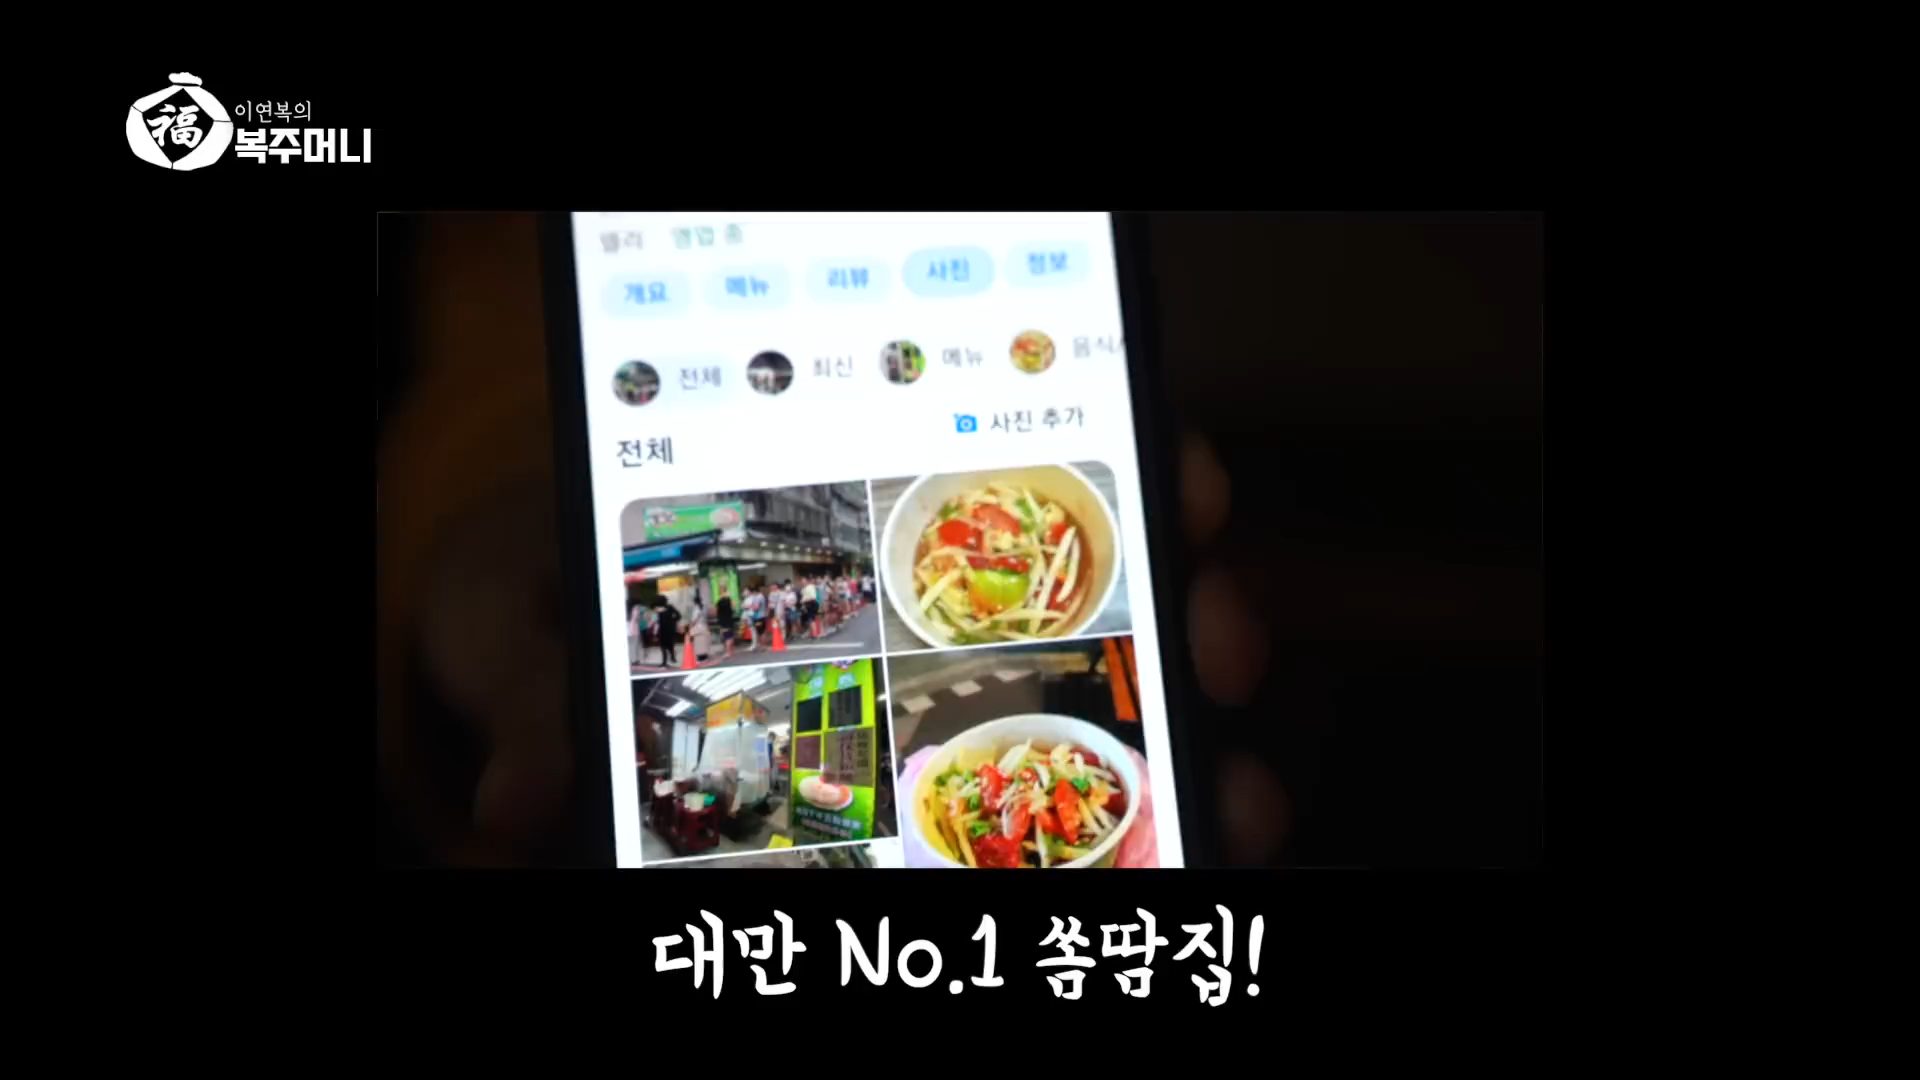 福
이연복의
복주머니
개요 메뉴 리뷰 사진 정보
전체 최신 메뉴
사진 추가
전체
대만 No.1 쏨땀집!